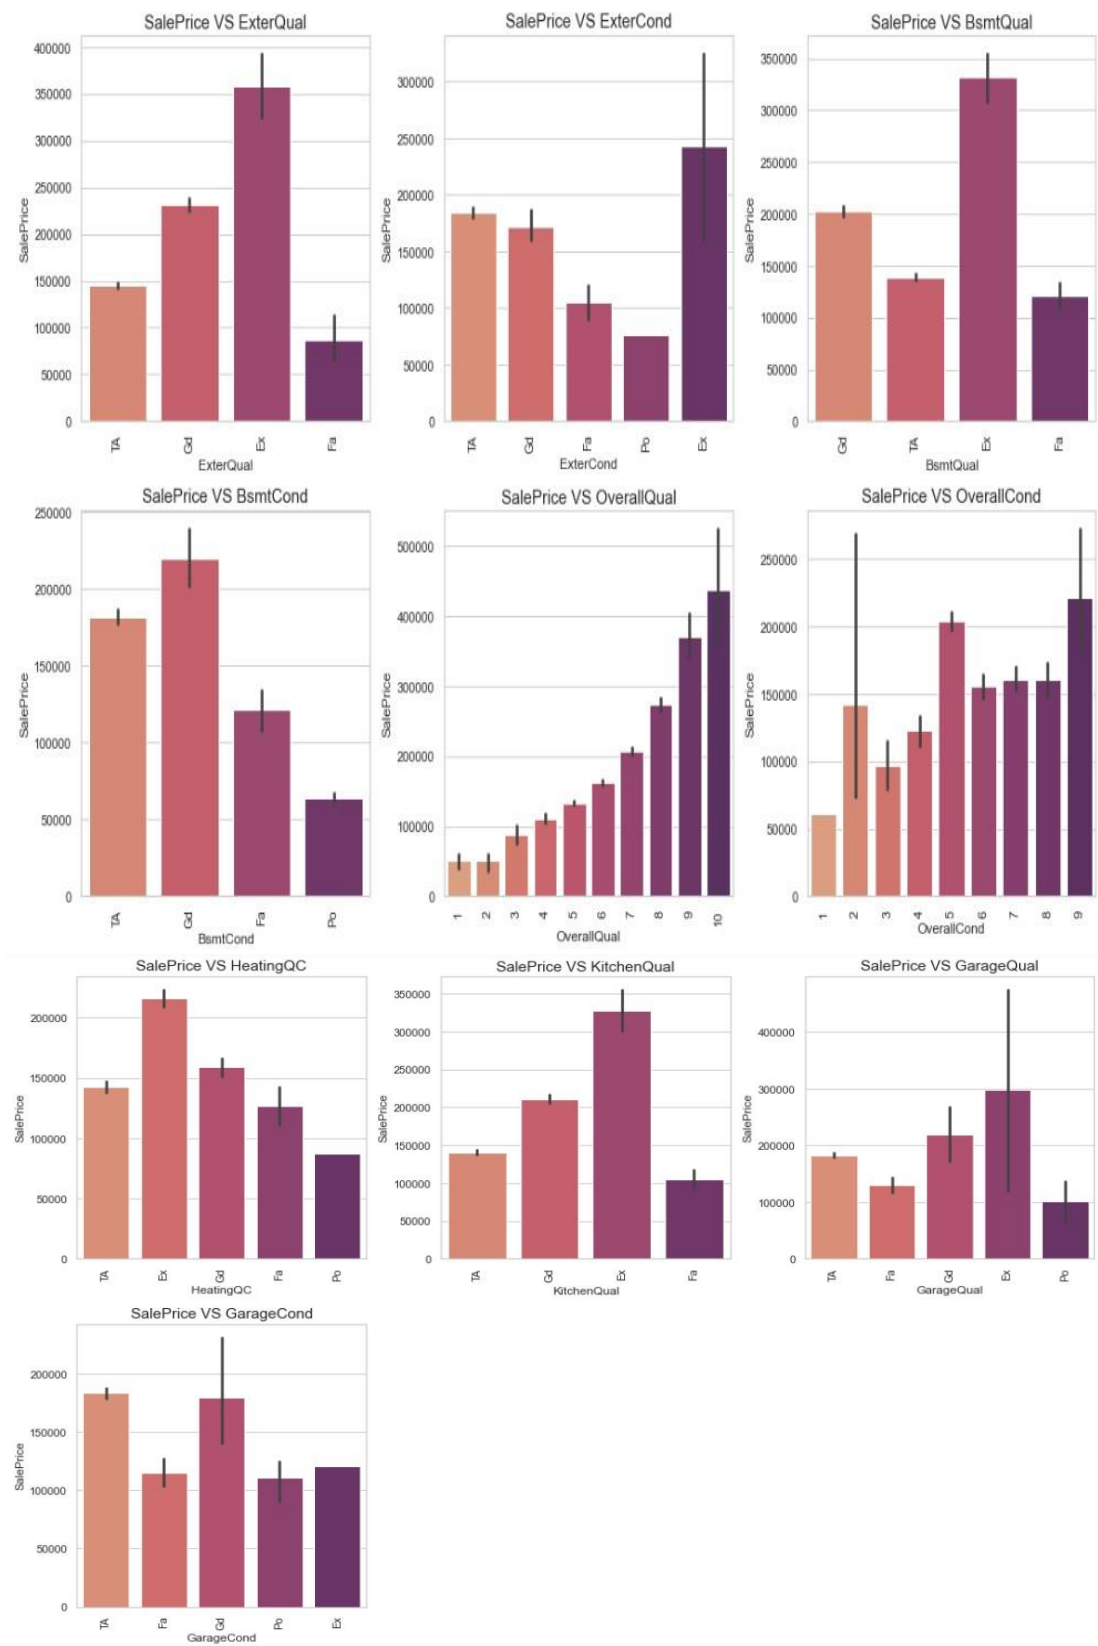 SalePrice VS ExterQual
400000
350000
300000
250000
200000
150000
100000
50000
0
SalePrice
TA Gd Ex Fa
ExterQual
SalePrice VS ExterCond
300000
250000
200000
150000
100000
50000
0
SalePrice
TA Gd Fa Po Ex
ExterCond
SalePrice VS BsmtQual
350000
300000
250000
200000
150000
100000
50000
0
SalePrice
Gd TA Ex Fa
BsmtQual
SalePrice VS BsmtCond
250000
200000
150000
100000
50000
0
SalePrice
TA Gd Fa Po
BsmtCond
SalePrice VS OverallQual
500000
400000
300000
200000
100000
0
SalePrice
1 2 3 4 5 6 7 8 9 10
OverallQual
SalePrice VS OverallCond
250000
200000
150000
100000
50000
0
SalePrice
1 2 3 4 5 6 7 8 9
OverallCond
SalePrice VS HeatingQC
200000
150000
100000
50000
0
SalePrice
TA Ex Gd Fa Po
HeatingQC
SalePrice VS KitchenQual
350000
300000
250000
200000
150000
100000
50000
0
SalePrice
TA Gd Ex Fa
KitchenQual
SalePrice VS GarageQual
400000
300000
200000
100000
0
SalePrice
TA Fa Gd Ex Po
GarageQual
SalePrice VS GarageCond
200000
150000
100000
50000
0
SalePrice
TA Fa Gd Po Ex
GarageCond